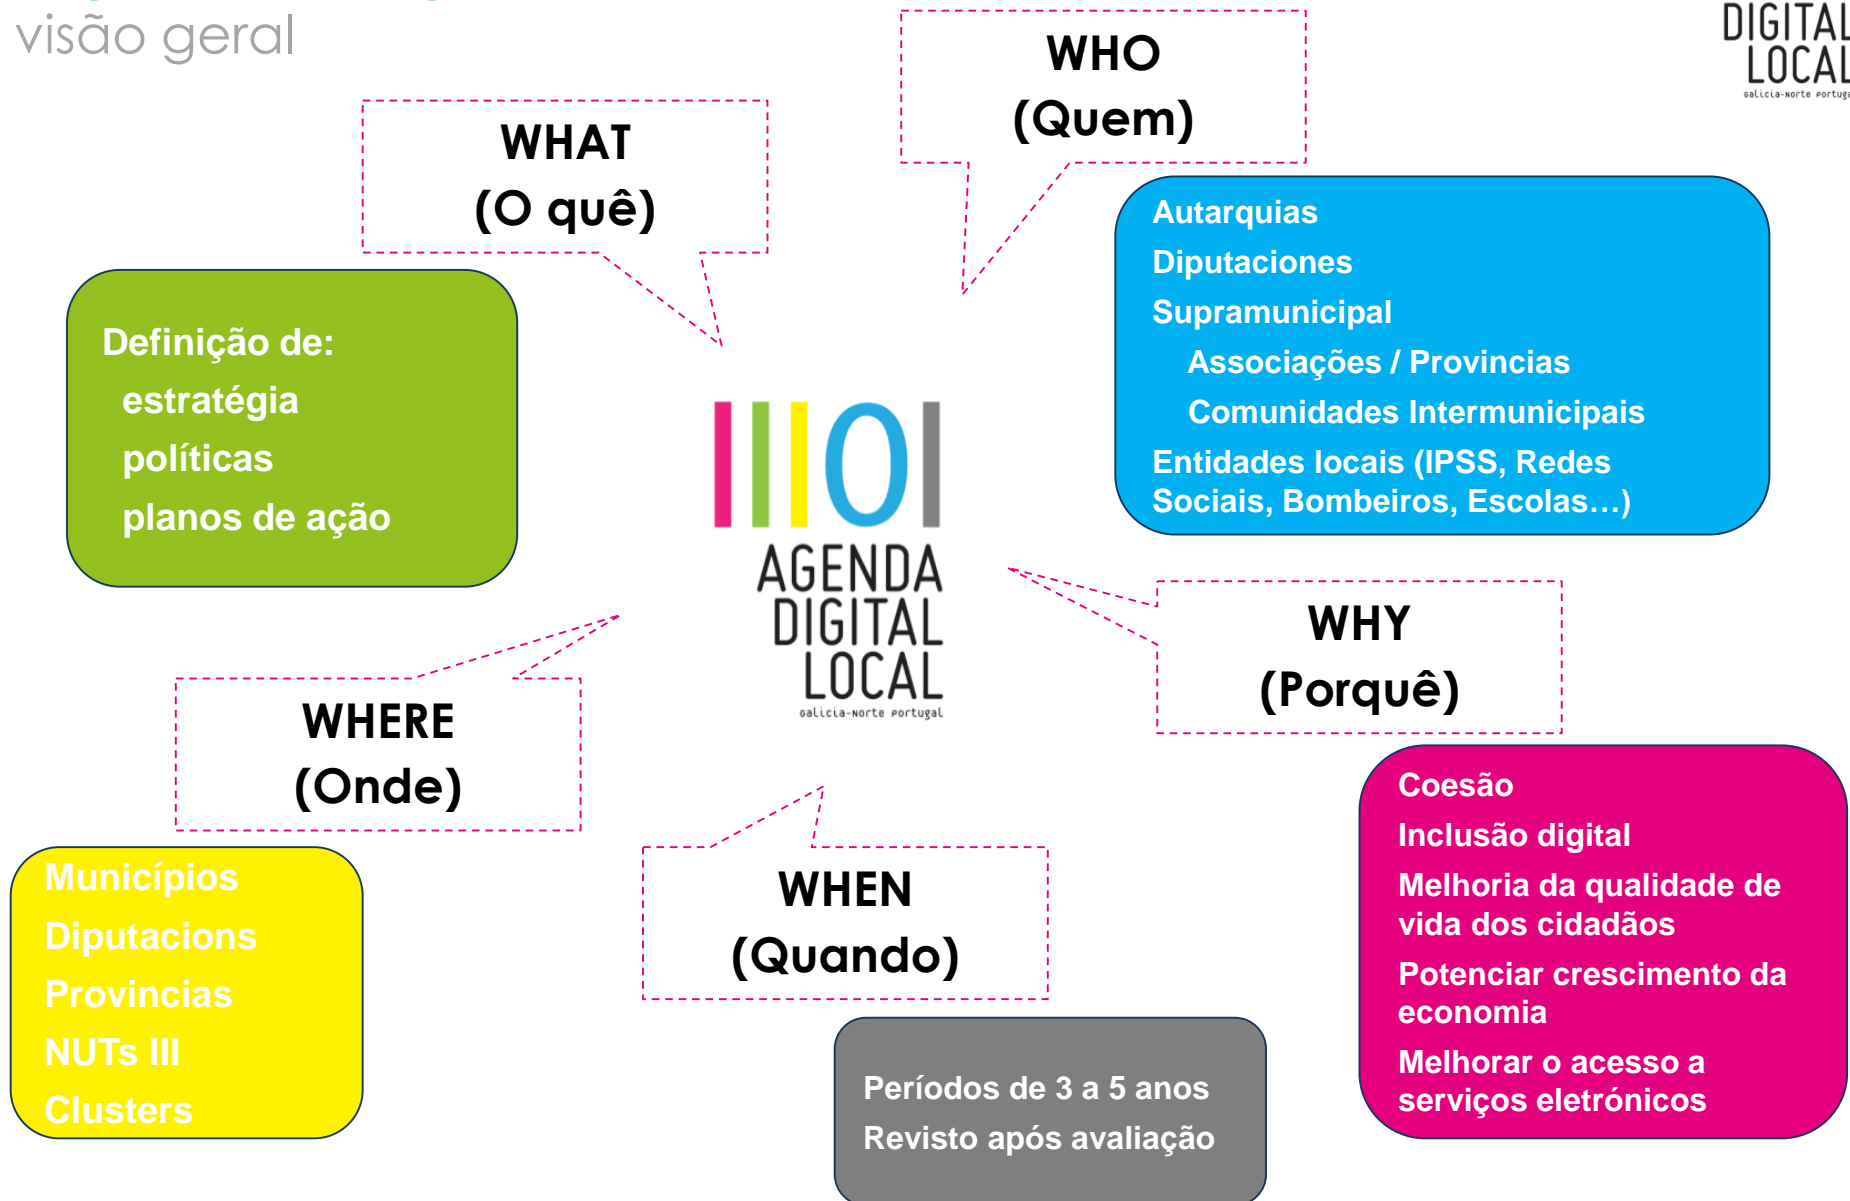 visão geral
DIGITAL
LOCAL
Galicia-Norte Portugal
WHO
(Quem)
WHAT
(O quê)
Autarquias
Diputaciones
Supramunicipal
Associações / Provincias
Comunidades Intermunicipais
Entidades locais (IPSS, Redes
Sociais, Bombeiros, Escolas…)
Definição de:
estratégia
políticas
planos de ação
AGENDA
DIGITAL
LOCAL
Galicia-Norte Portugal
WHY
(Porquê)
WHERE
(Onde)
Coesão
Inclusão digital
Melhoria da qualidade de
vida dos cidadãos
Potenciar crescimento da
economia
Melhorar o acesso a
serviços eletrónicos
Municípios
Diputacions
Provincias
NUTs III
Clusters
WHEN
(Quando)
Períodos de 3 a 5 anos
Revisto após avaliação